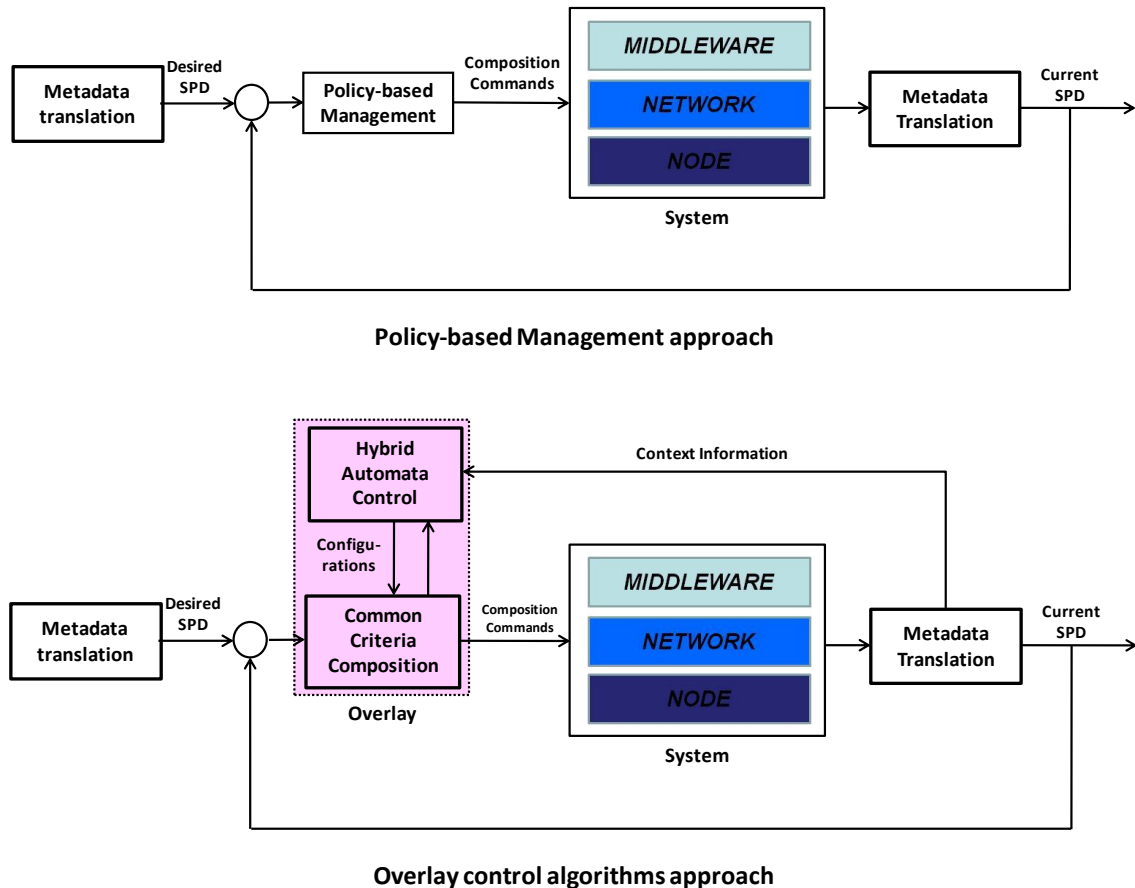 Metadata
translation
Desired
SPD
Policy-based
Management
Composition
Commands
MIDDLEWARE
NETWORK
NODE
System
Metadata
Translation
Current
SPD
Policy-based Management approach
Hybrid
Automata
Control
Context Information
Configu-
rations
Metadata
translation
Desired
SPD
Common
Criteria
Composition
Overlay
Composition
Commands
MIDDLEWARE
NETWORK
NODE
System
Metadata
Translation
Current
SPD
Overlay control algorithms approach